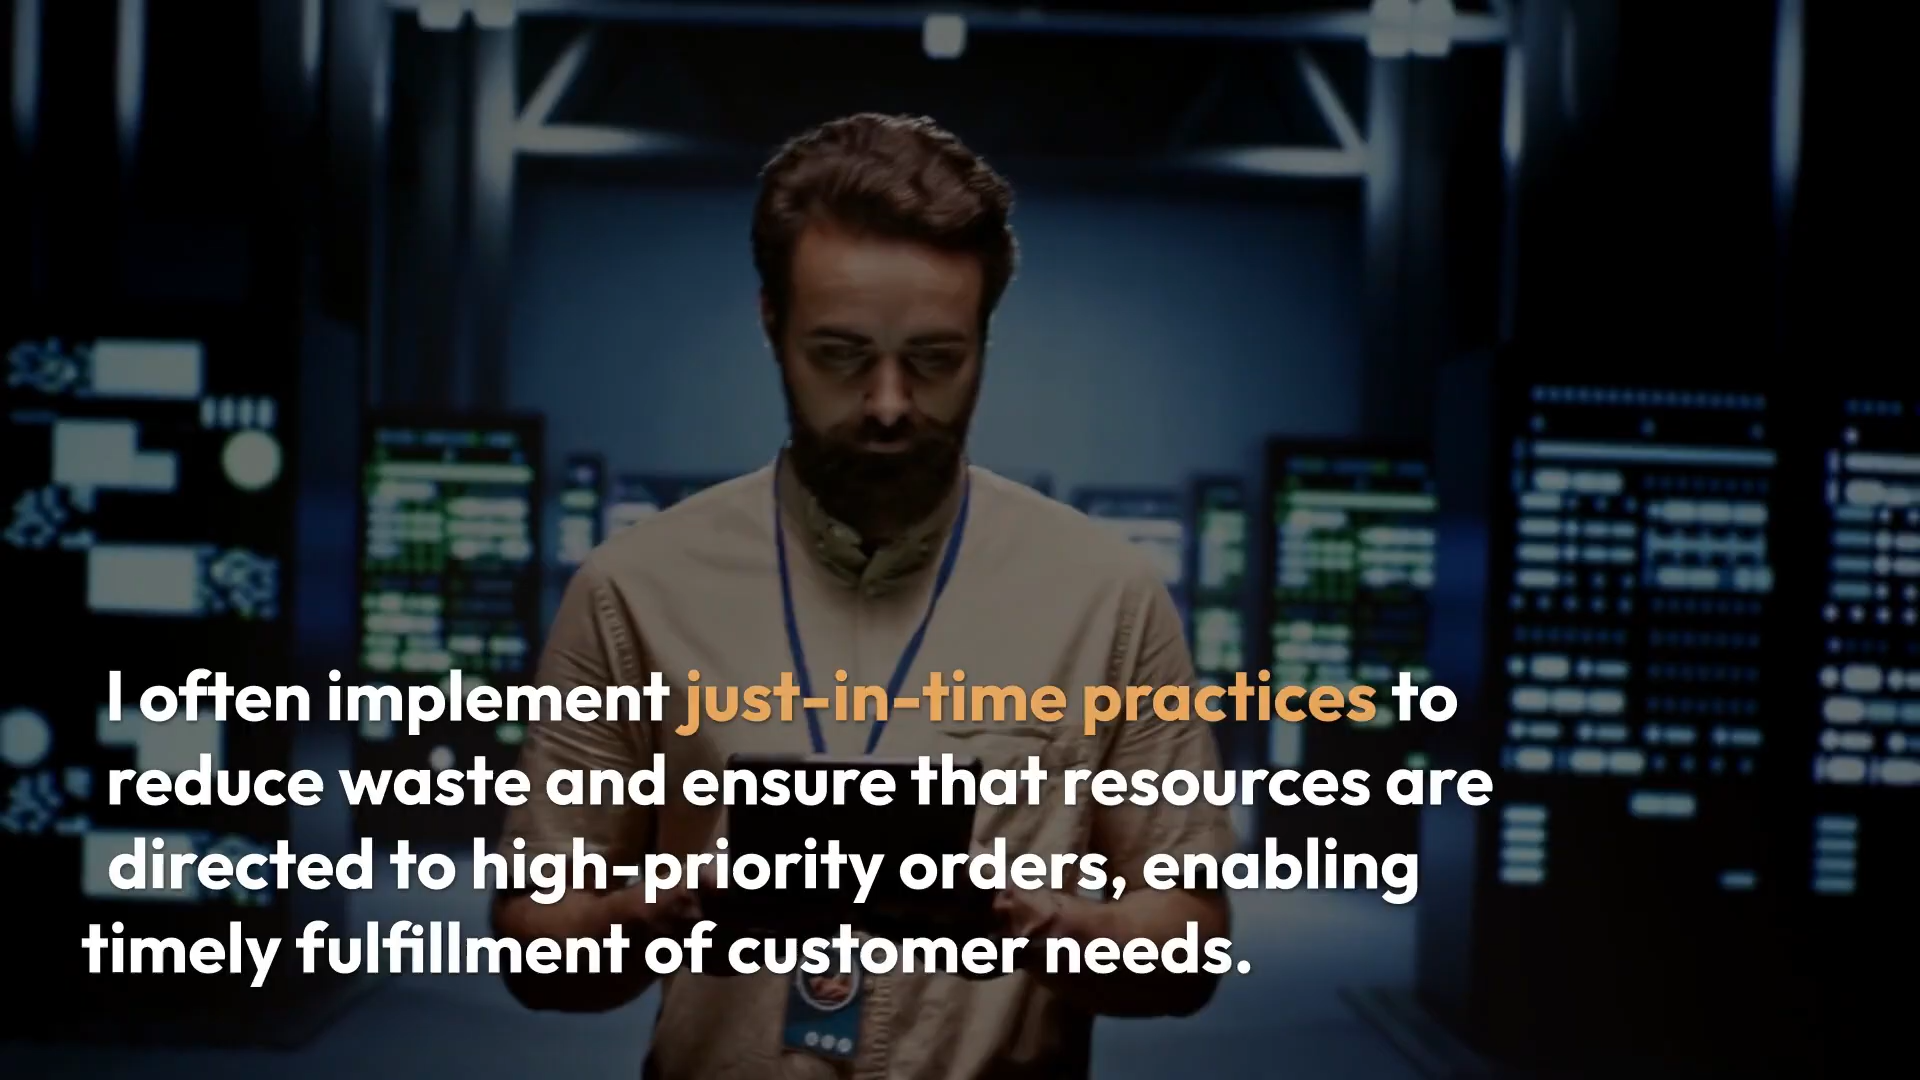 I often implement just-in-time practices to
reduce waste and ensure that resources are
directed to high-priority orders, enabling
timely fulfillment of customer needs.